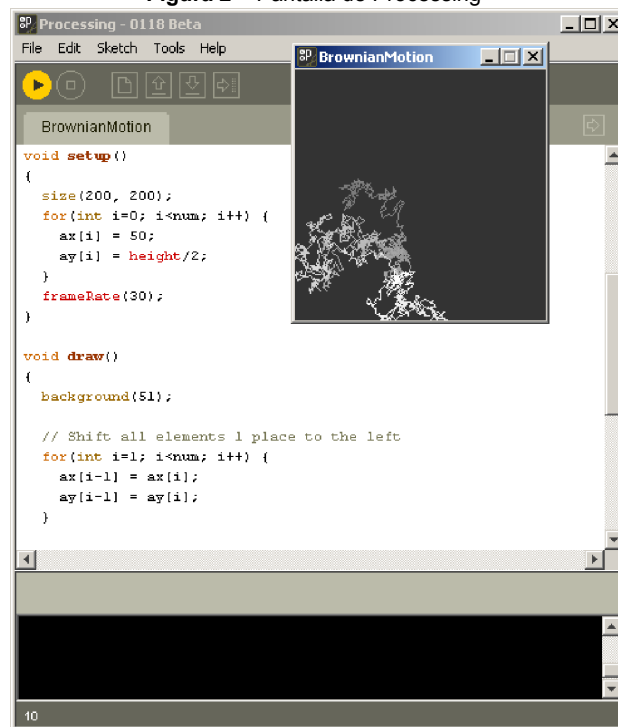 Figura 2 - Pantalla de Processing
Processing - 0118 Beta
File Edit Sketch Tools Help
BrownianMotion
BrownianMotion
void setup()
{
  size(200, 200);
  for(int i=0; i<num; i++) {
    ax[i] = 50;
    ay[i] = height/2;
  }
  frameRate(30);
}
void draw()
{
  background(51);
  // Shift all elements 1 place to the left
  for(int i=1; i<num; i++) {
    ax[i-1] = ax[i];
    ay[i-1] = ay[i];
  }
10